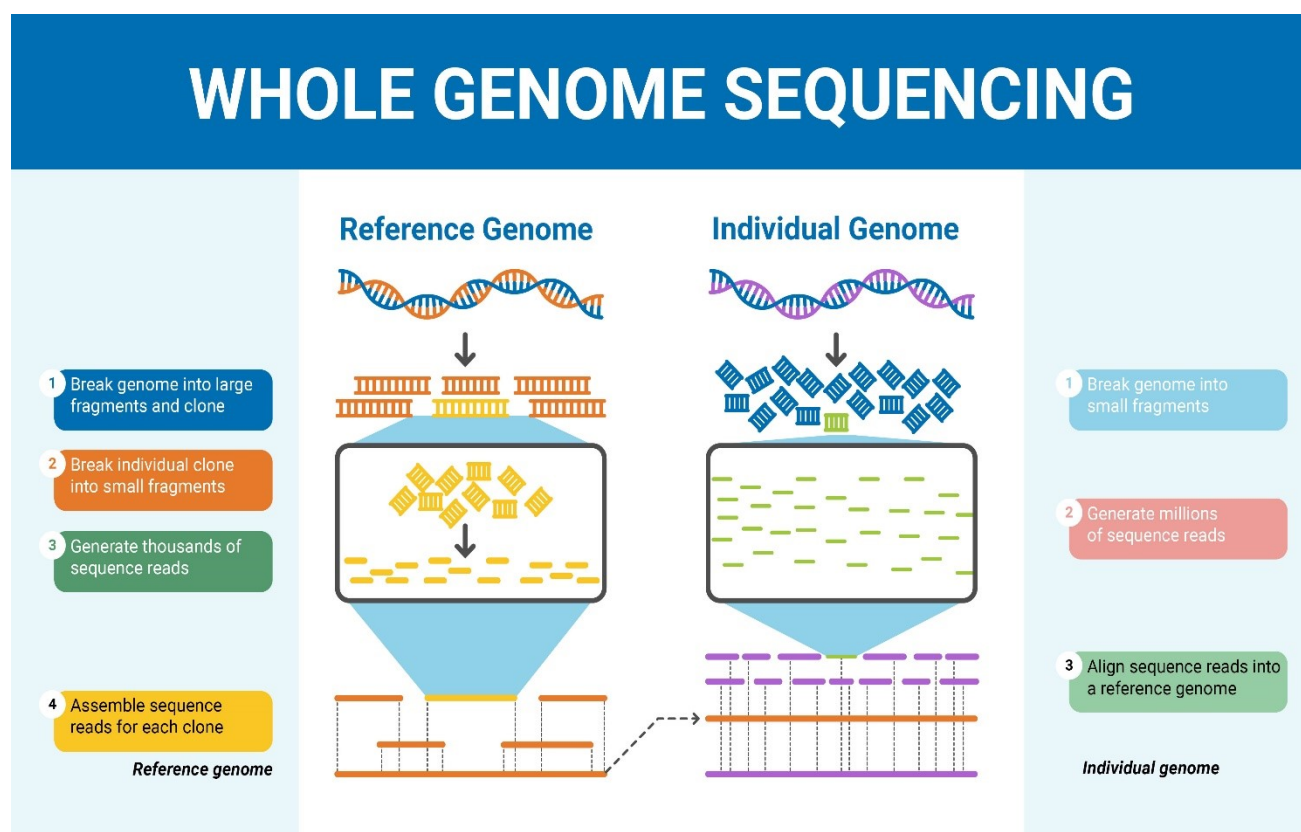 WHOLE GENOME SEQUENCING
Reference Genome
Individual Genome
1 Break genome into large
fragments and clone
2 Break individual clone
into small fragments
3 Generate thousands of
sequence reads
4 Assemble sequence
reads for each clone
Reference genome
1 Break genome into
small fragments
2 Generate millions
of sequence reads
3 Align sequence reads into
a reference genome
Individual genome